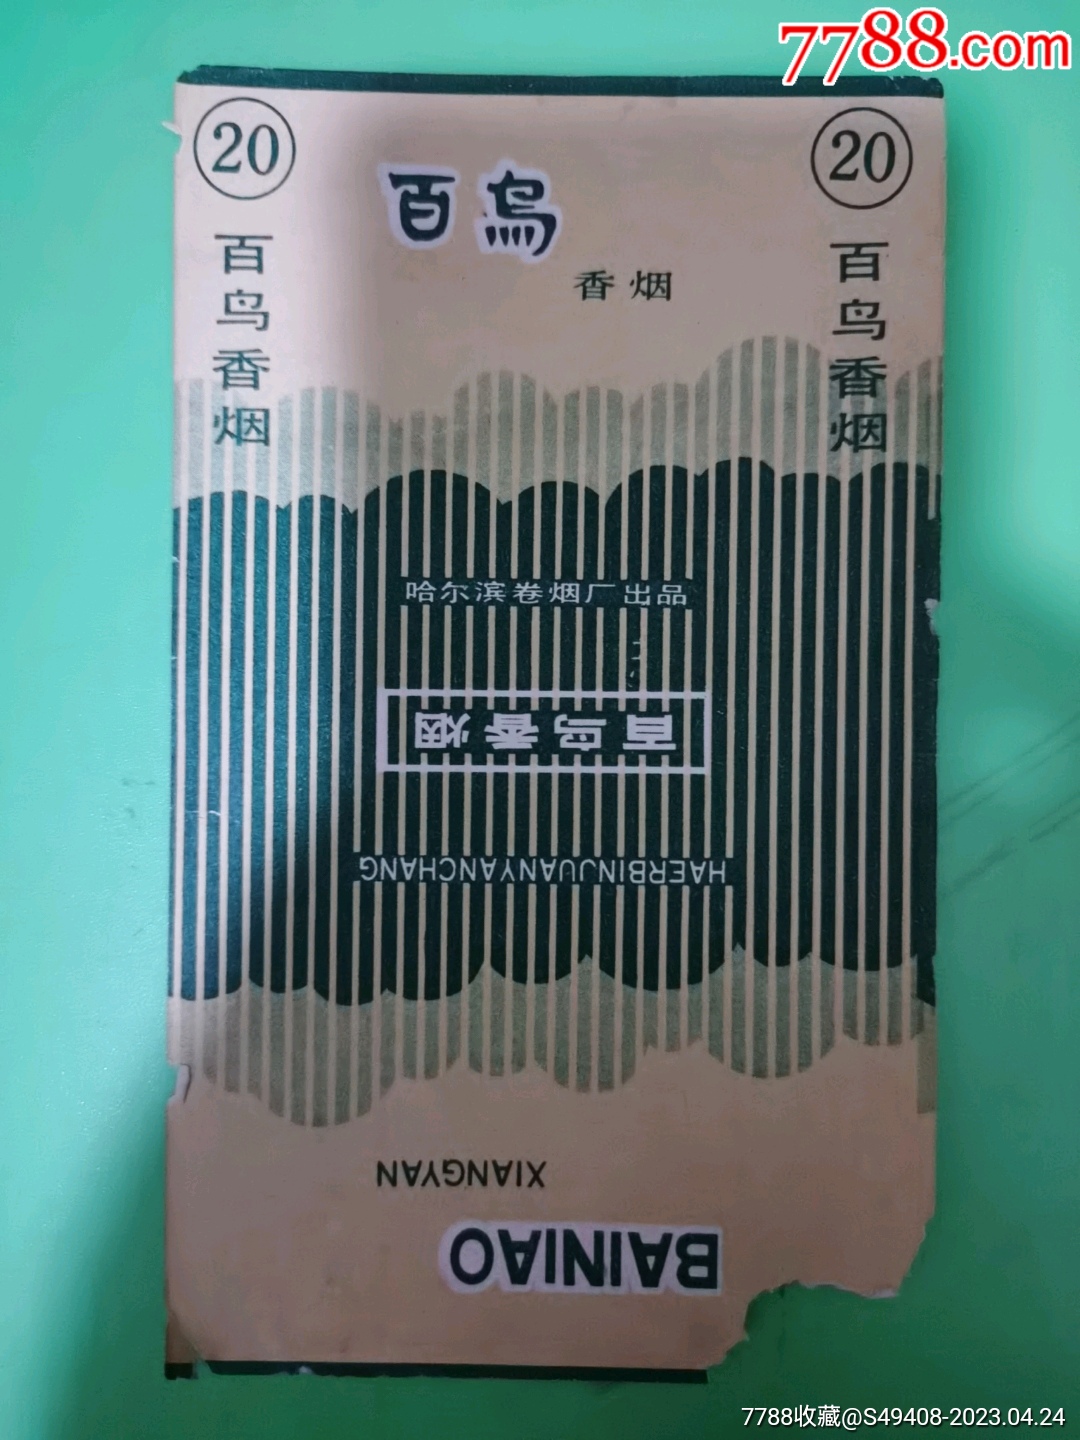 7788.com
20
20
百鸟
香烟
百鸟香烟
百鸟香烟
哈尔滨卷烟厂出品
百鸟香烟
HAERBINJUANYANCHANG
XIANGYAN
BAINIAO
7788收藏@S49408-2023.04.24